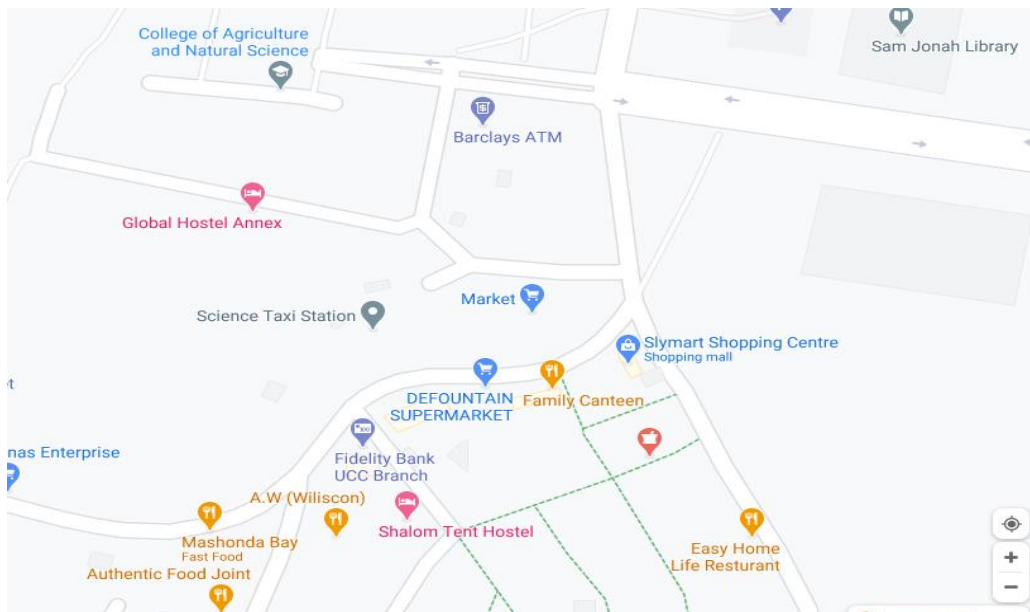 College of Agriculture
and Natural Science
Sam Jonah Library
Barclays ATM
Global Hostel Annex
Market
Science Taxi Station
Slymart Shopping Centre
Shopping mall
DEFOUNTAIN
SUPERMARKET
Family Canteen
et
nas Enterprise
Fidelity Bank
UCC Branch
A.W (Wiliscon)
Shalom Tent Hostel
Mashonda Bay
Fast Food
Easy Home
Life Resturant
Authentic Food Joint